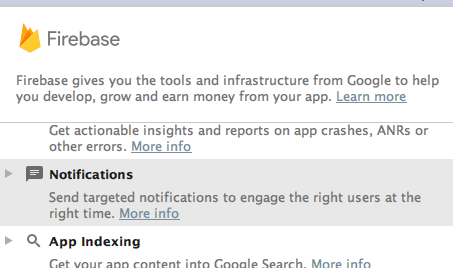 Firebase
Firebase gives you the tools and infrastructure from Google to help
you develop, grow and earn money from your app. Learn more
Get actionable insights and reports on app crashes, ANRs or
other errors. More info
Notifications
Send targeted notifications to engage the right users at the
right time. More info
App Indexing
Get your app content into Google Search. More info